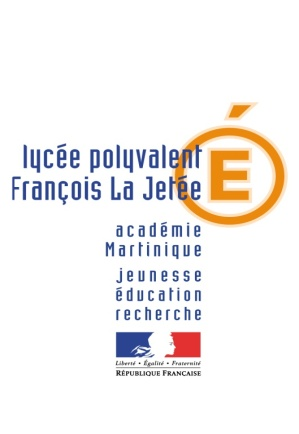 lycée polyvalent
François La Jetée
É
académie
Martinique
jeunesse
éducation
recherche
Liberté • Égalité • Fraternité
RÉPUBLIQUE FRANÇAISE